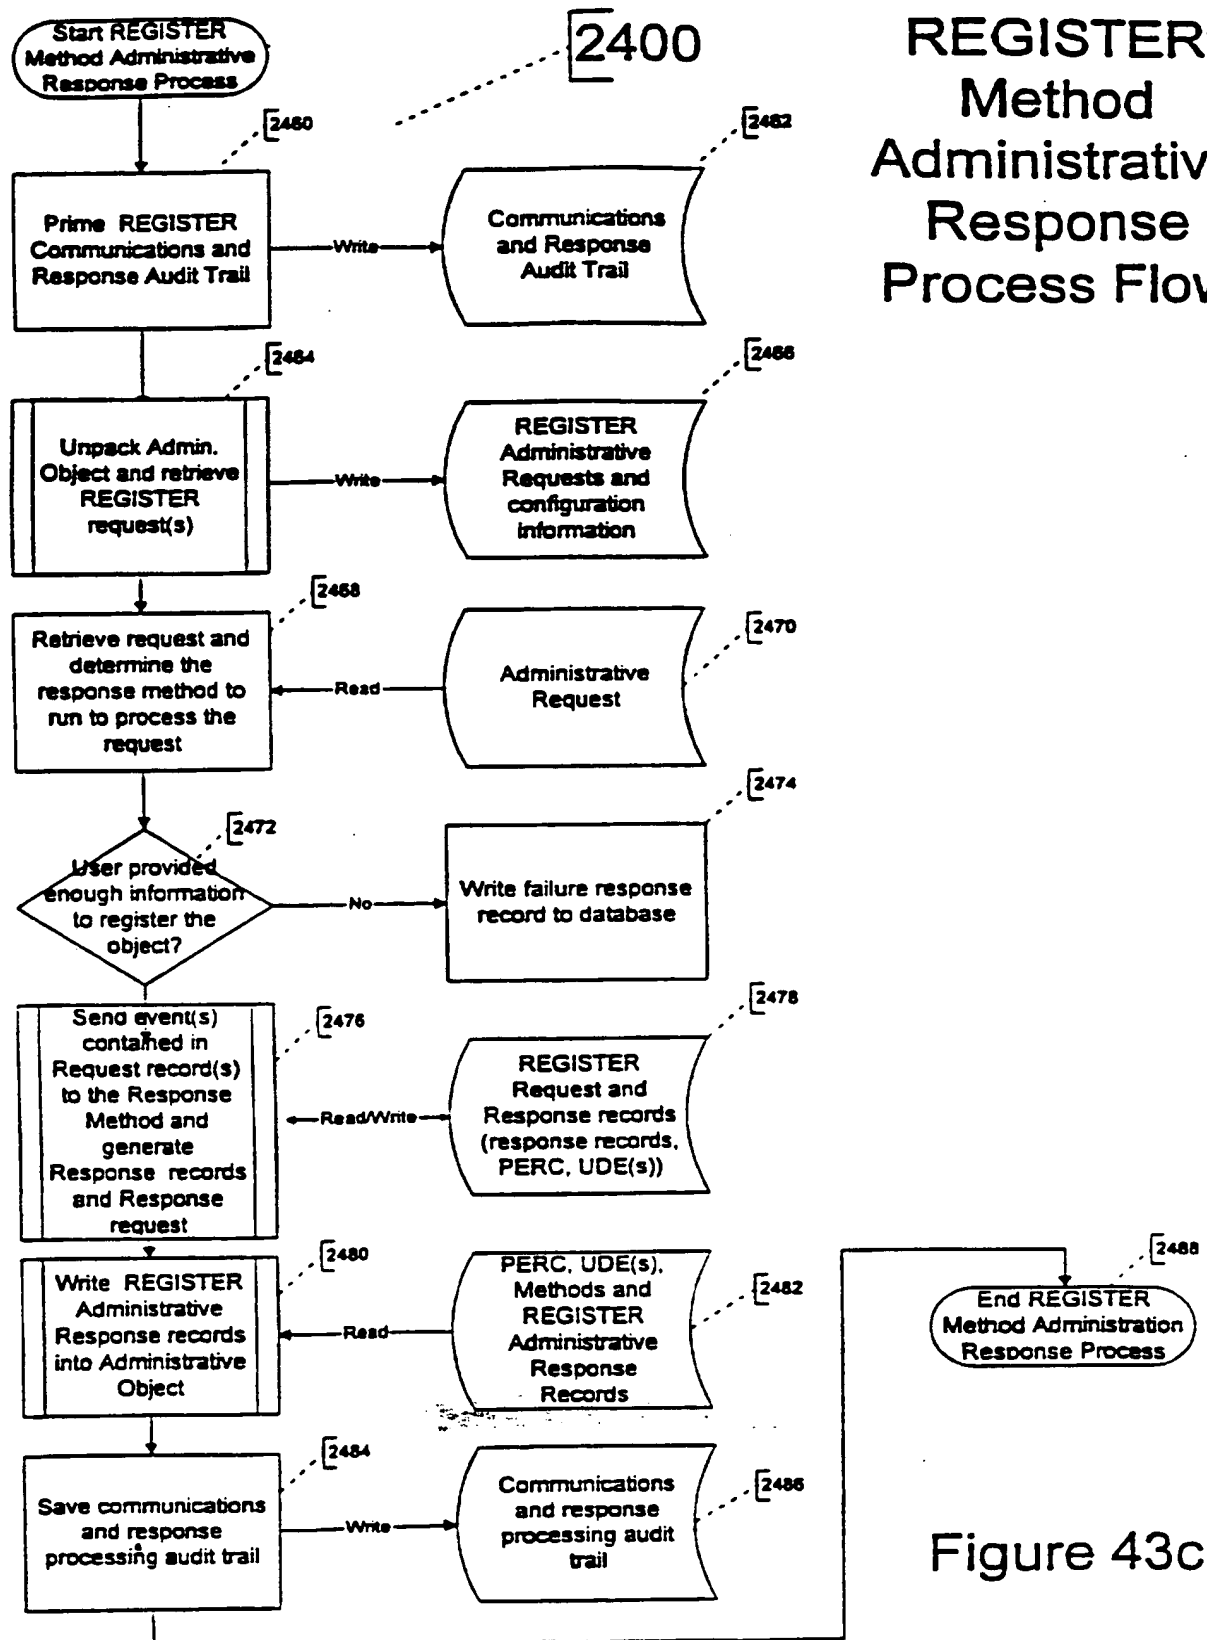 Start REGISTER
Method Administrative
Response Process
2400
REGISTER
Method
Administrativ
Response
Process Flow
2460
Prime REGISTER
Communications and
Response Audit Trail
Write
2462
Communications
and Response
Audit Trail
2464
Unpack Admin.
Object and retrieve
REGISTER
request(s)
Write
2466
REGISTER
Administrative
Requests and
configuration
information
2468
Retrieve request and
determine the
response method to
run to process the
request
Read
2470
Administrative
Request
2472
User provided
enough information
to register the
object?
No
2474
Write failure response
record to database
2476
Send event(s)
contained in
Request record(s)
to the Response
Method and
generate
Response records
and Response
request
Read/Write
2478
REGISTER
Request and
Response records
(response records,
PERC, UDE(s))
2480
Write REGISTER
Administrative
Response records
into Administrative
Object
Read
2482
PERC, UDE(s),
Methods and
REGISTER
Administrative
Response
Records
2484
Save communications
and response
processing audit trail
Write
2486
Communications
and response
processing audit
trail
2488
End REGISTER
Method Administration
Response Process
Figure 43c